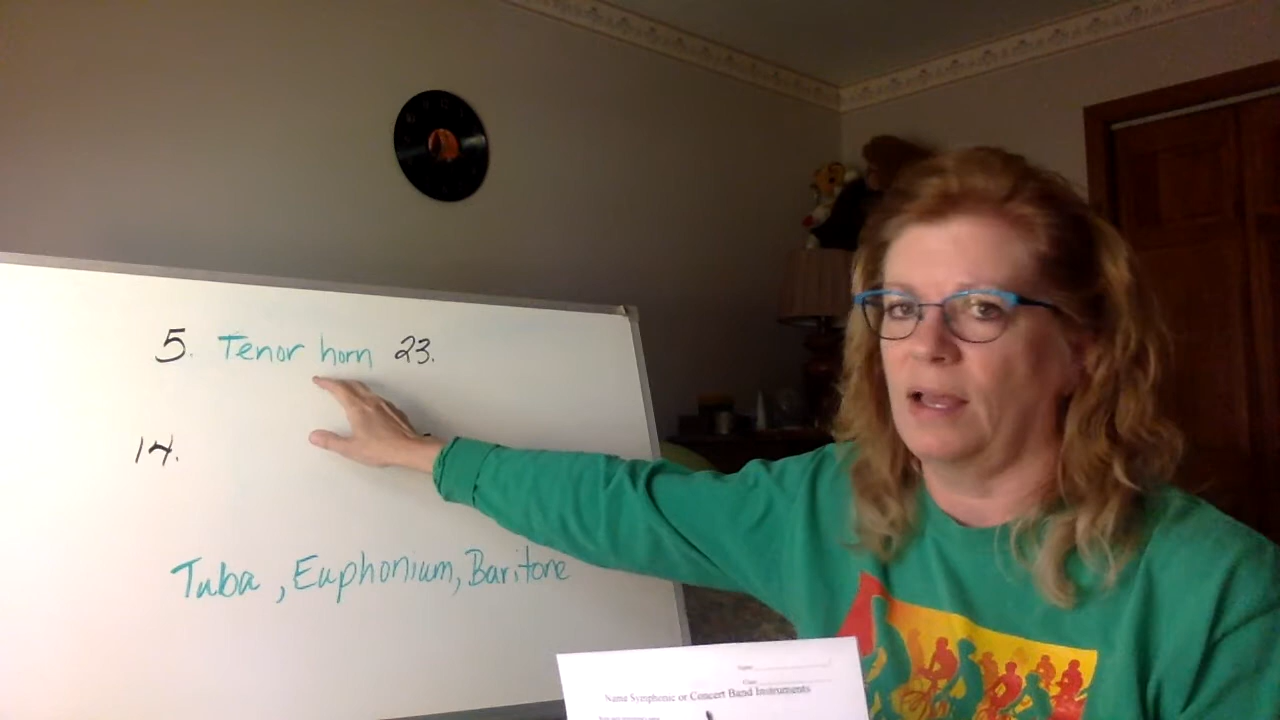 5. Tenor horn 23.
14.
Tuba, Euphonium, Baritone
Name
Class
Name Symphonic or Concert Band Instruments